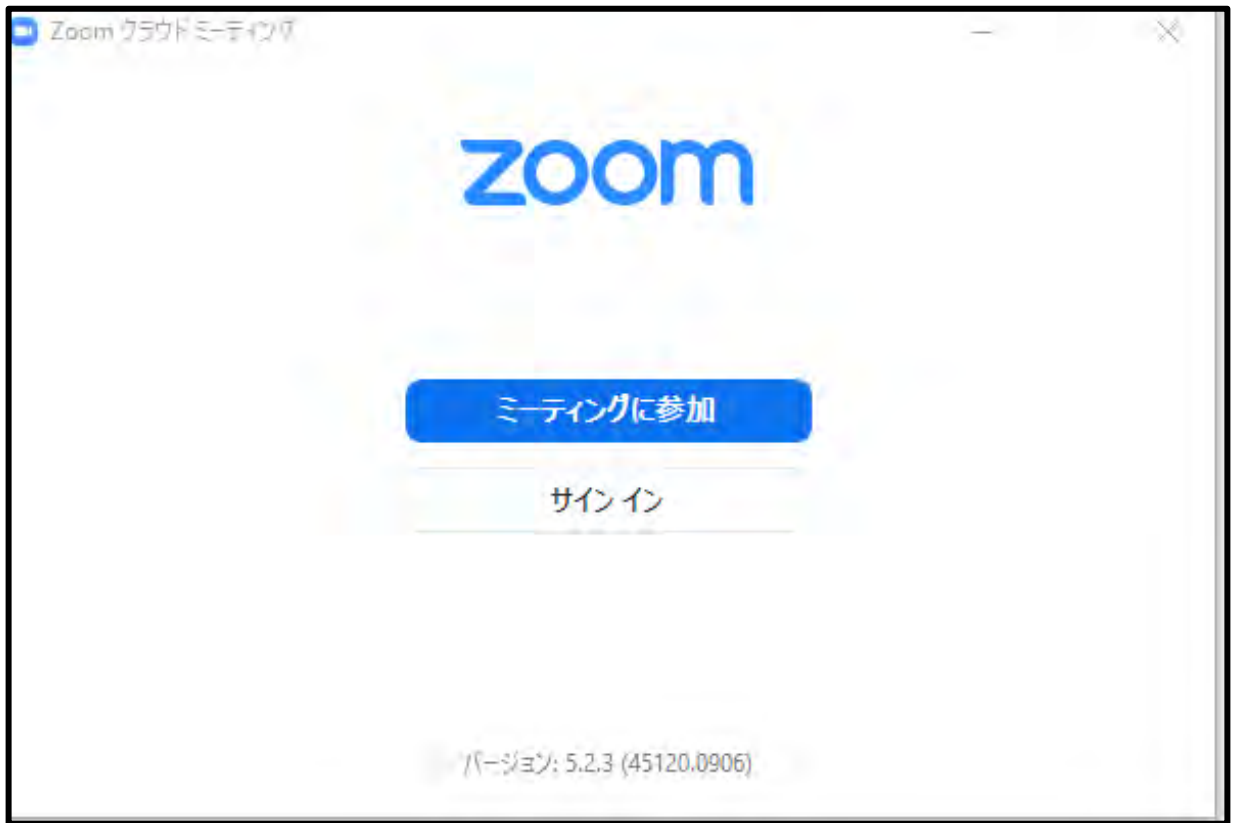 Zoom クラウド ミーティング
zoom
ミーティングに参加
サイン イン
バージョン: 5.2.3 (45120.0906)